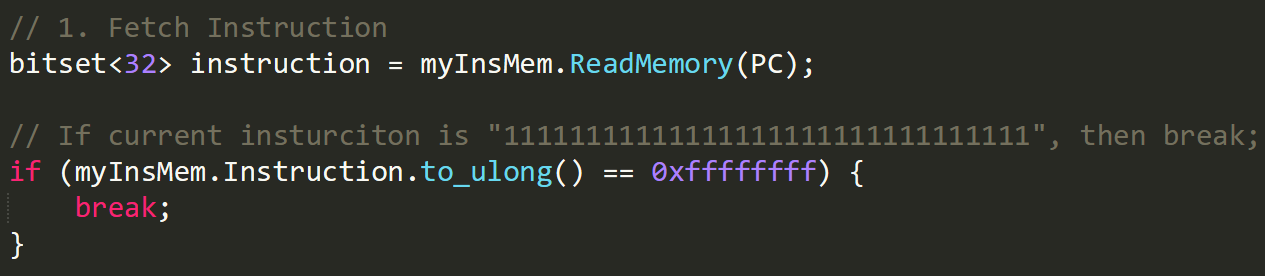 // 1. Fetch Instruction
bitset<32> instruction = myInsMem.ReadMemory(PC);
// If current insturciton is "11111111111111111111111111111111", then break;
if (myInsMem.Instruction.to_ulong() == 0xffffffff) {
break;
}